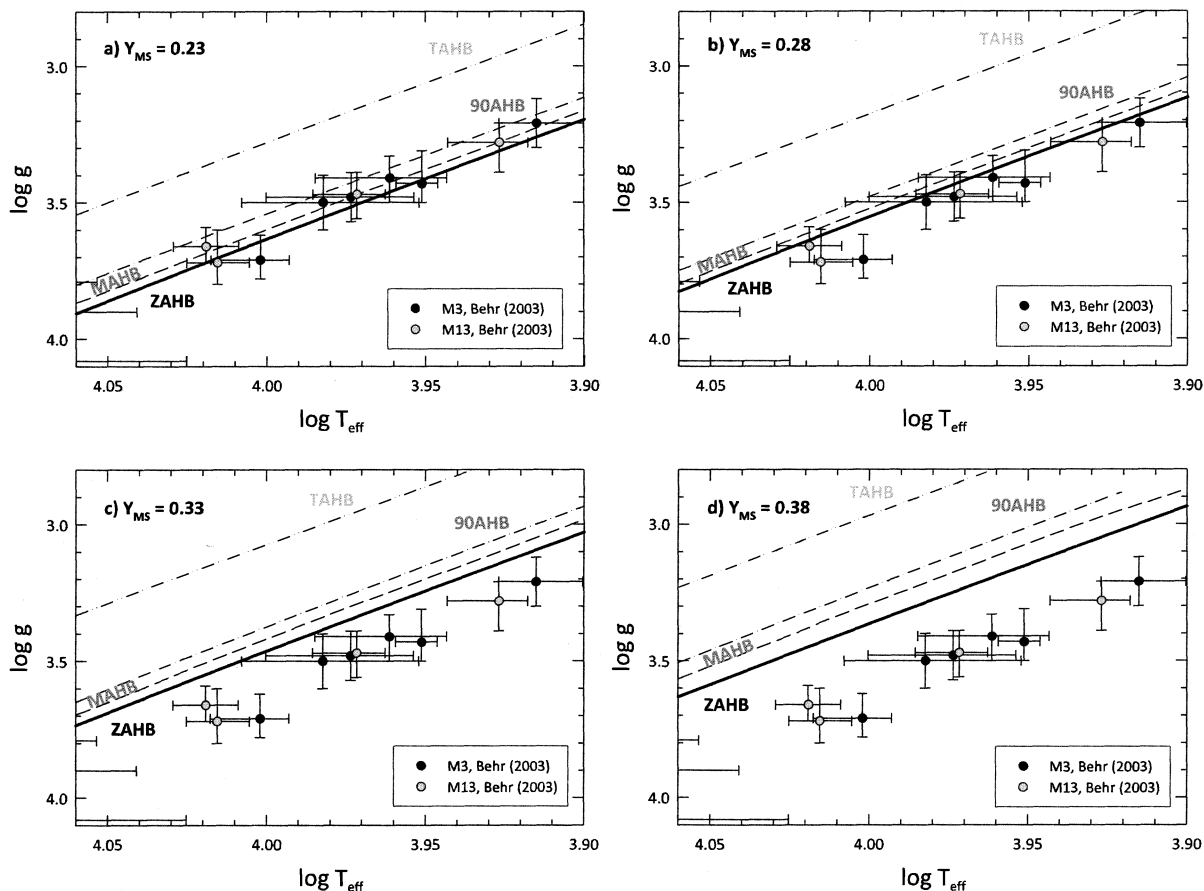 a) Y_MS = 0.23
TAHB
90AHB
MAHB
ZAHB
M3, Behr (2003)
M13, Behr (2003)
3.0
3.5
4.0
log g
4.05
4.00
3.95
3.90
log T_eff
b) Y_MS = 0.28
TAHB
90AHB
MAHB
ZAHB
M3, Behr (2003)
M13, Behr (2003)
3.0
3.5
4.0
log g
4.05
4.00
3.95
3.90
log T_eff
c) Y_MS = 0.33
TAHB
90AHB
MAHB
ZAHB
M3, Behr (2003)
M13, Behr (2003)
3.0
3.5
4.0
log g
4.05
4.00
3.95
3.90
log T_eff
d) Y_MS = 0.38
TAHB
90AHB
MAHB
ZAHB
M3, Behr (2003)
M13, Behr (2003)
3.0
3.5
4.0
log g
4.05
4.00
3.95
3.90
log T_eff